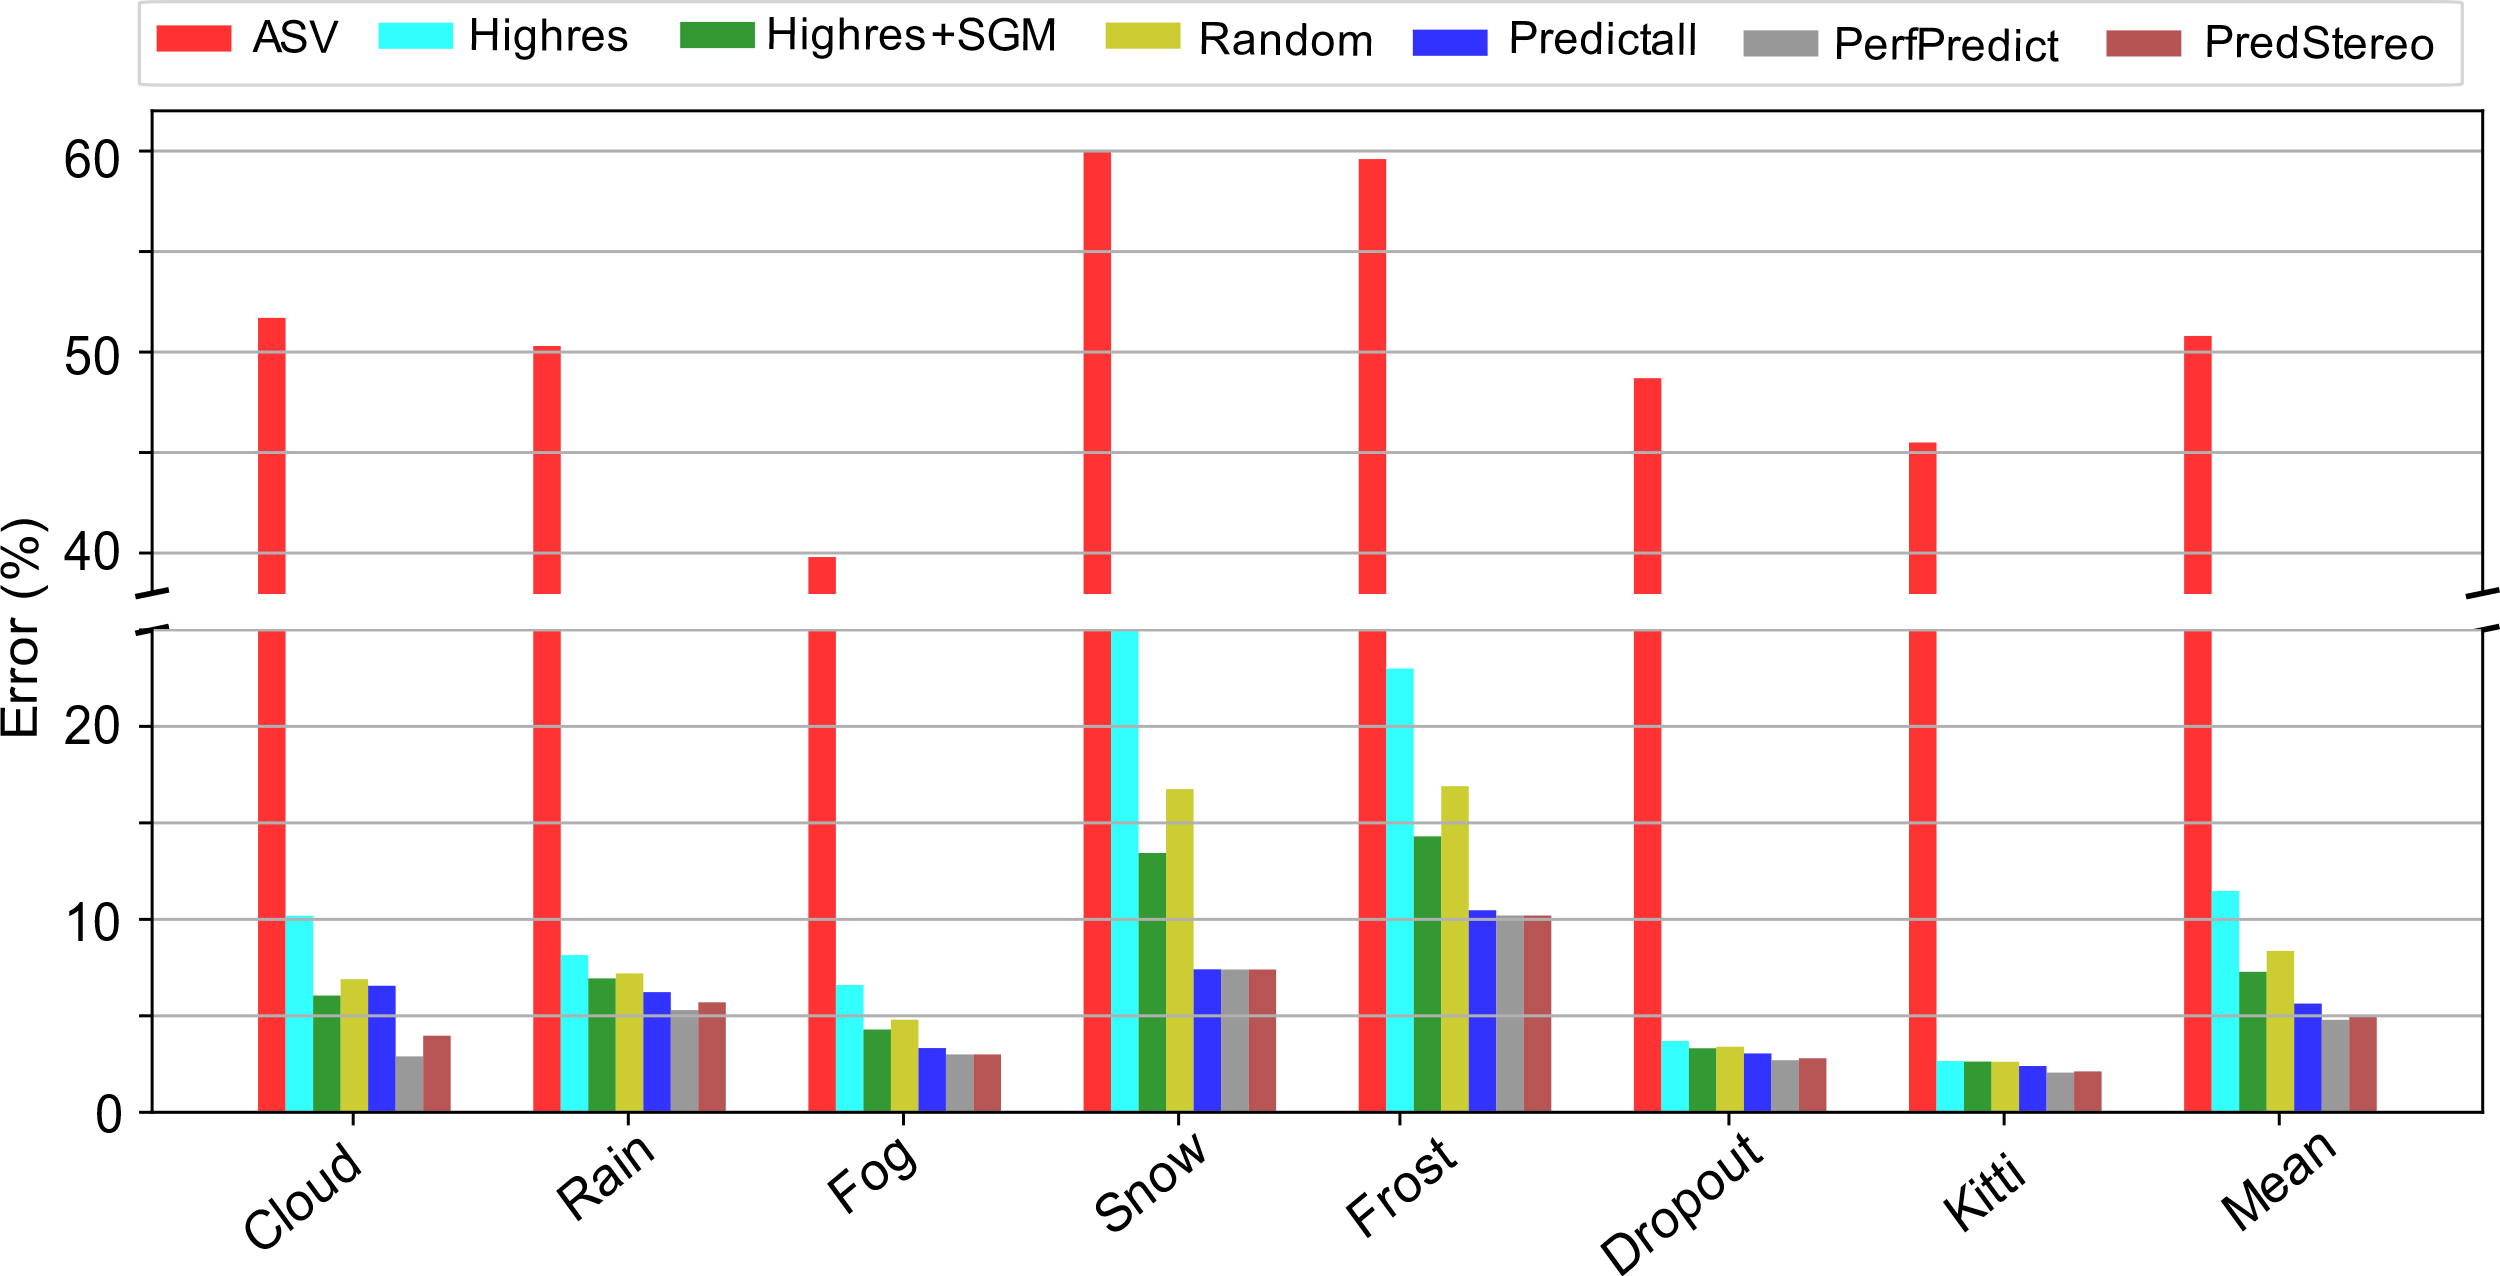 ASV Highres Highres+SGM Random Predictall PerfPredict PredStereo
Error (%)
60
50
40
20
10
0
Cloud Rain Fog Snow Frost Dropout Kitti Mean